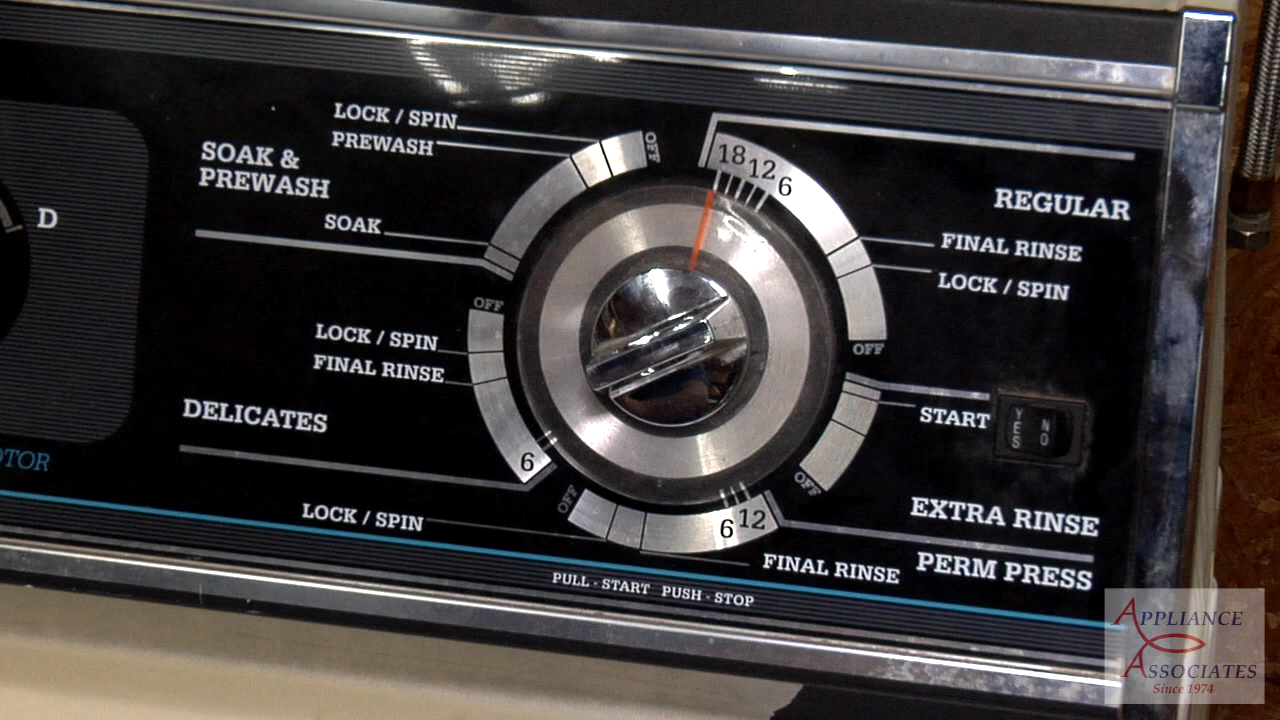 LOCK / SPIN
PREWASH
SOAK &
PREWASH
SOAK
OFF
18 12 6
REGULAR
FINAL RINSE
LOCK / SPIN
OFF
D
OFF
LOCK / SPIN
FINAL RINSE
DELICATES
6
START
YES NO
OFF
EXTRA RINSE
OTOR
LOCK / SPIN
OFF
6 12
FINAL RINSE
PERM PRESS
PULL - START PUSH - STOP
APPLIANCE
ASSOCIATES
Since 1974